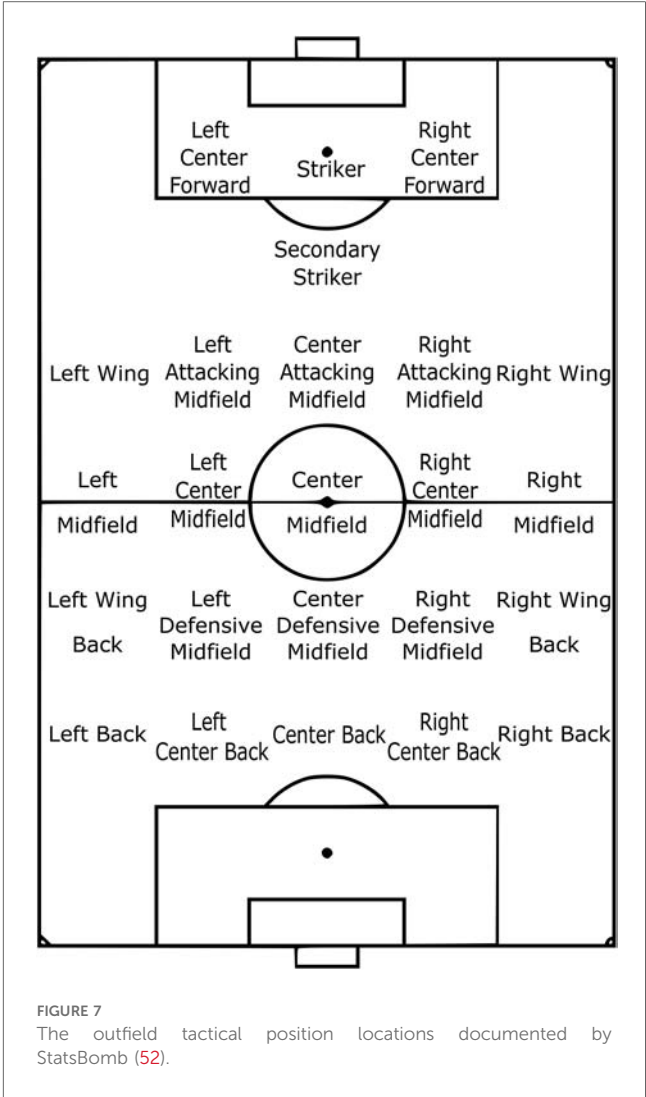 Left
Center
Forward
Striker
Right
Center
Forward
Secondary
Striker
Left Wing
Left
Attacking
Midfield
Center
Attacking
Midfield
Right
Attacking
Midfield
Right Wing
Left
Midfield
Left
Center
Midfield
Center
Midfield
Right
Center
Midfield
Right
Midfield
Left Wing
Back
Left
Defensive
Midfield
Center
Defensive
Midfield
Right
Defensive
Midfield
Right Wing
Back
Left Back
Left
Center Back
Center Back
Right
Center Back
Right Back
FIGURE 7
The outfield tactical position locations documented by
StatsBomb (52).